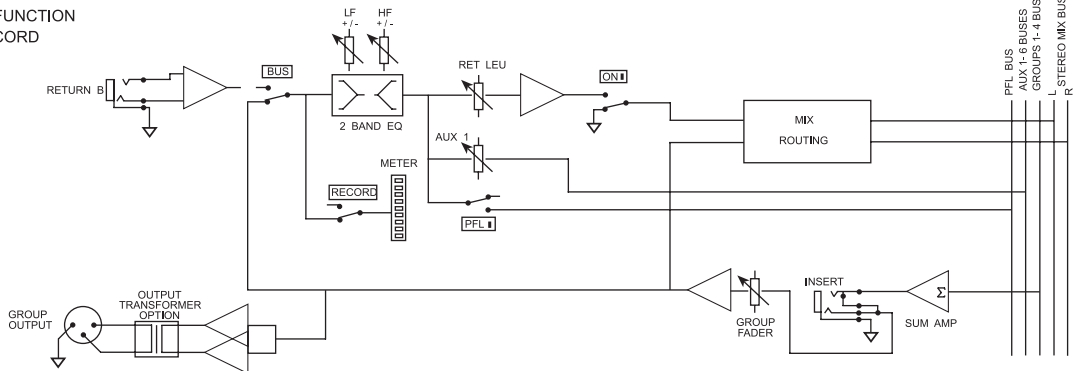 FUNCTION
CORD
LF
+ / -
HF
+ / -
RETURN B
BUS
2 BAND EQ
RET LEU
ON
MIX
ROUTING
AUX 1
METER
RECORD
PFL
PFL BUS
AUX 1- 6 BUSES
GROUPS 1- 4 BUS
L STEREO MIX BUS
R
GROUP
OUTPUT
OUTPUT
TRANSFORMER
OPTION
GROUP
FADER
INSERT
Σ
SUM AMP